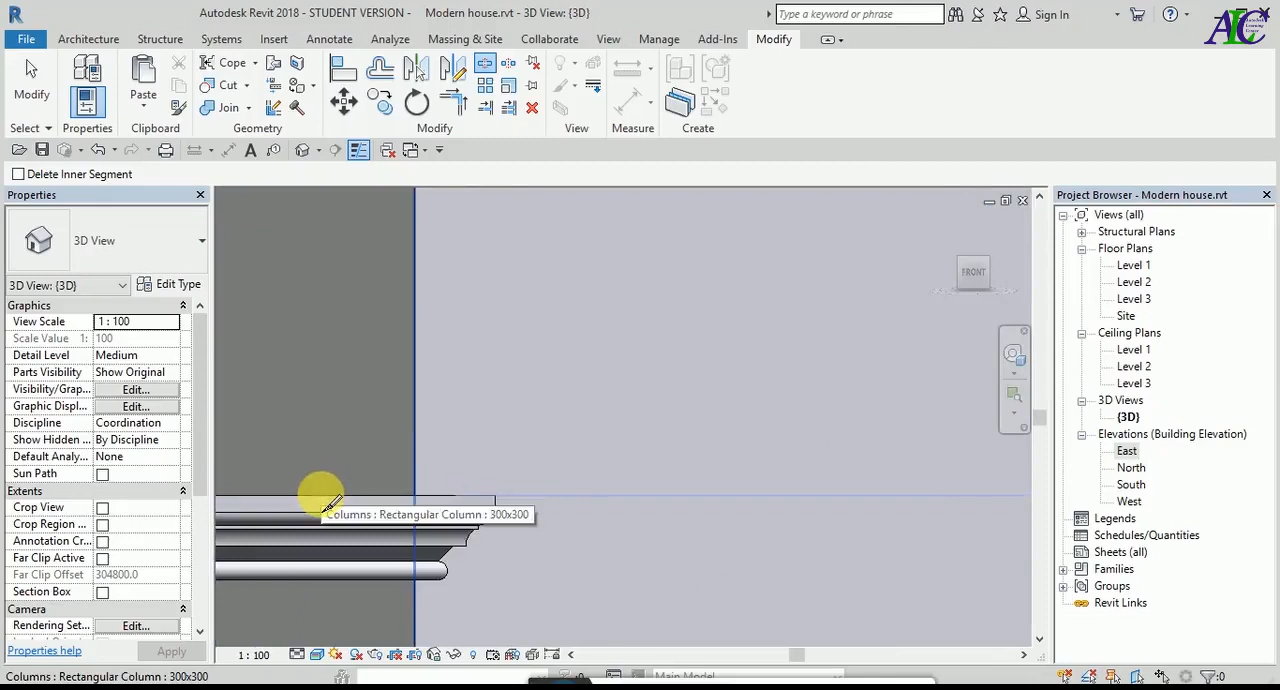 Autodesk Revit 2018 - STUDENT VERSION - Modern house.rvt - 3D View: {3D}
Type a keyword or phrase
Sign In
ALC
File Architecture Structure Systems Insert Annotate Analyze Massing & Site Collaborate View Manage Add-Ins Modify
Modify
Paste
Cope
Cut
Join
Select Properties Clipboard Geometry Modify View Measure Create
Delete Inner Segment
Properties
3D View
3D View: {3D}
Edit Type
Graphics
View Scale 1 : 100
Scale Value 1: 100
Detail Level Medium
Parts Visibility Show Original
Visibility/Grap... Edit...
Graphic Displ... Edit...
Discipline Coordination
Show Hidden ... By Discipline
Default Analy... None
Sun Path
Extents
Crop View
Crop Region ...
Annotation Cr...
Far Clip Active
Far Clip Offset 304800.0
Section Box
Camera
Rendering Set... Edit...
Properties help
Apply
FRONT
Columns : Rectangular Column : 300x300
Project Browser - Modern house.rvt
Views (all)
Structural Plans
Floor Plans
Level 1
Level 2
Level 3
Site
Ceiling Plans
Level 1
Level 2
Level 3
3D Views
{3D}
Elevations (Building Elevation)
East
North
South
West
Legends
Schedules/Quantities
Sheets (all)
Families
Groups
Revit Links
1 : 100
Columns : Rectangular Column : 300x300
Main Model
:0